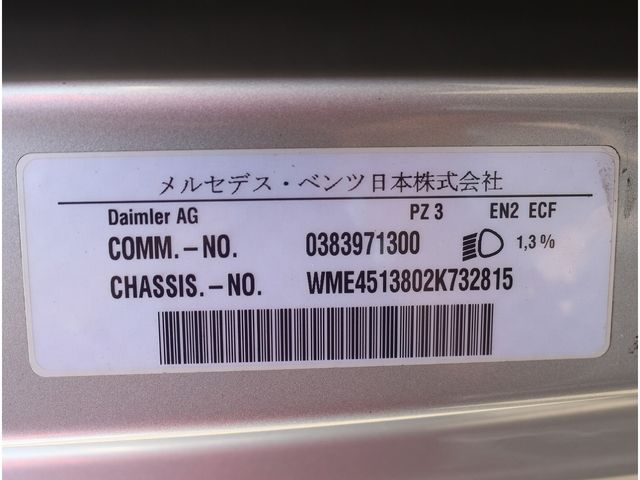 メルセデス・ベンツ日本株式会社
Daimler AG PZ 3 EN2 ECF
COMM.–NO. 0383971300 1,3%
CHASSIS.–NO. WME4513802K732815